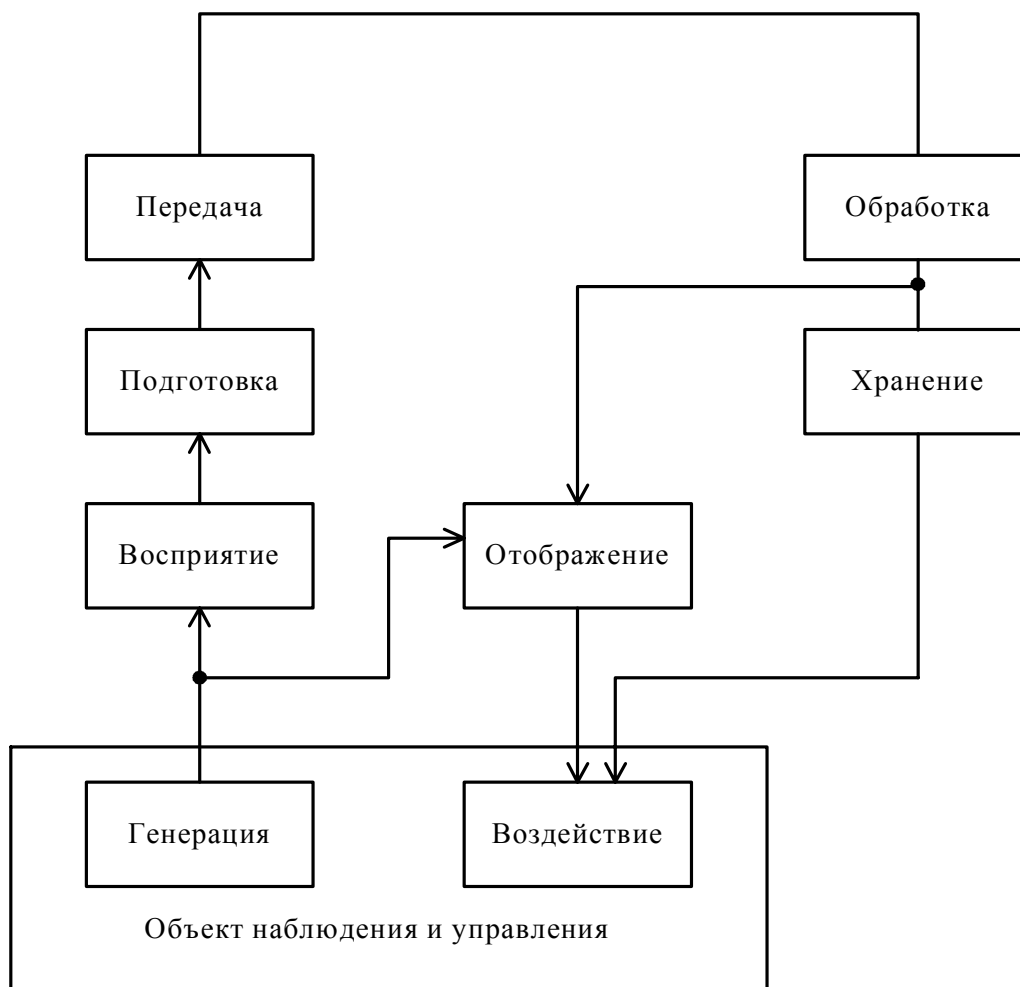 Передача
Обработка
Подготовка
Хранение
Восприятие
Отображение
Генерация
Воздействие
Объект наблюдения и управления